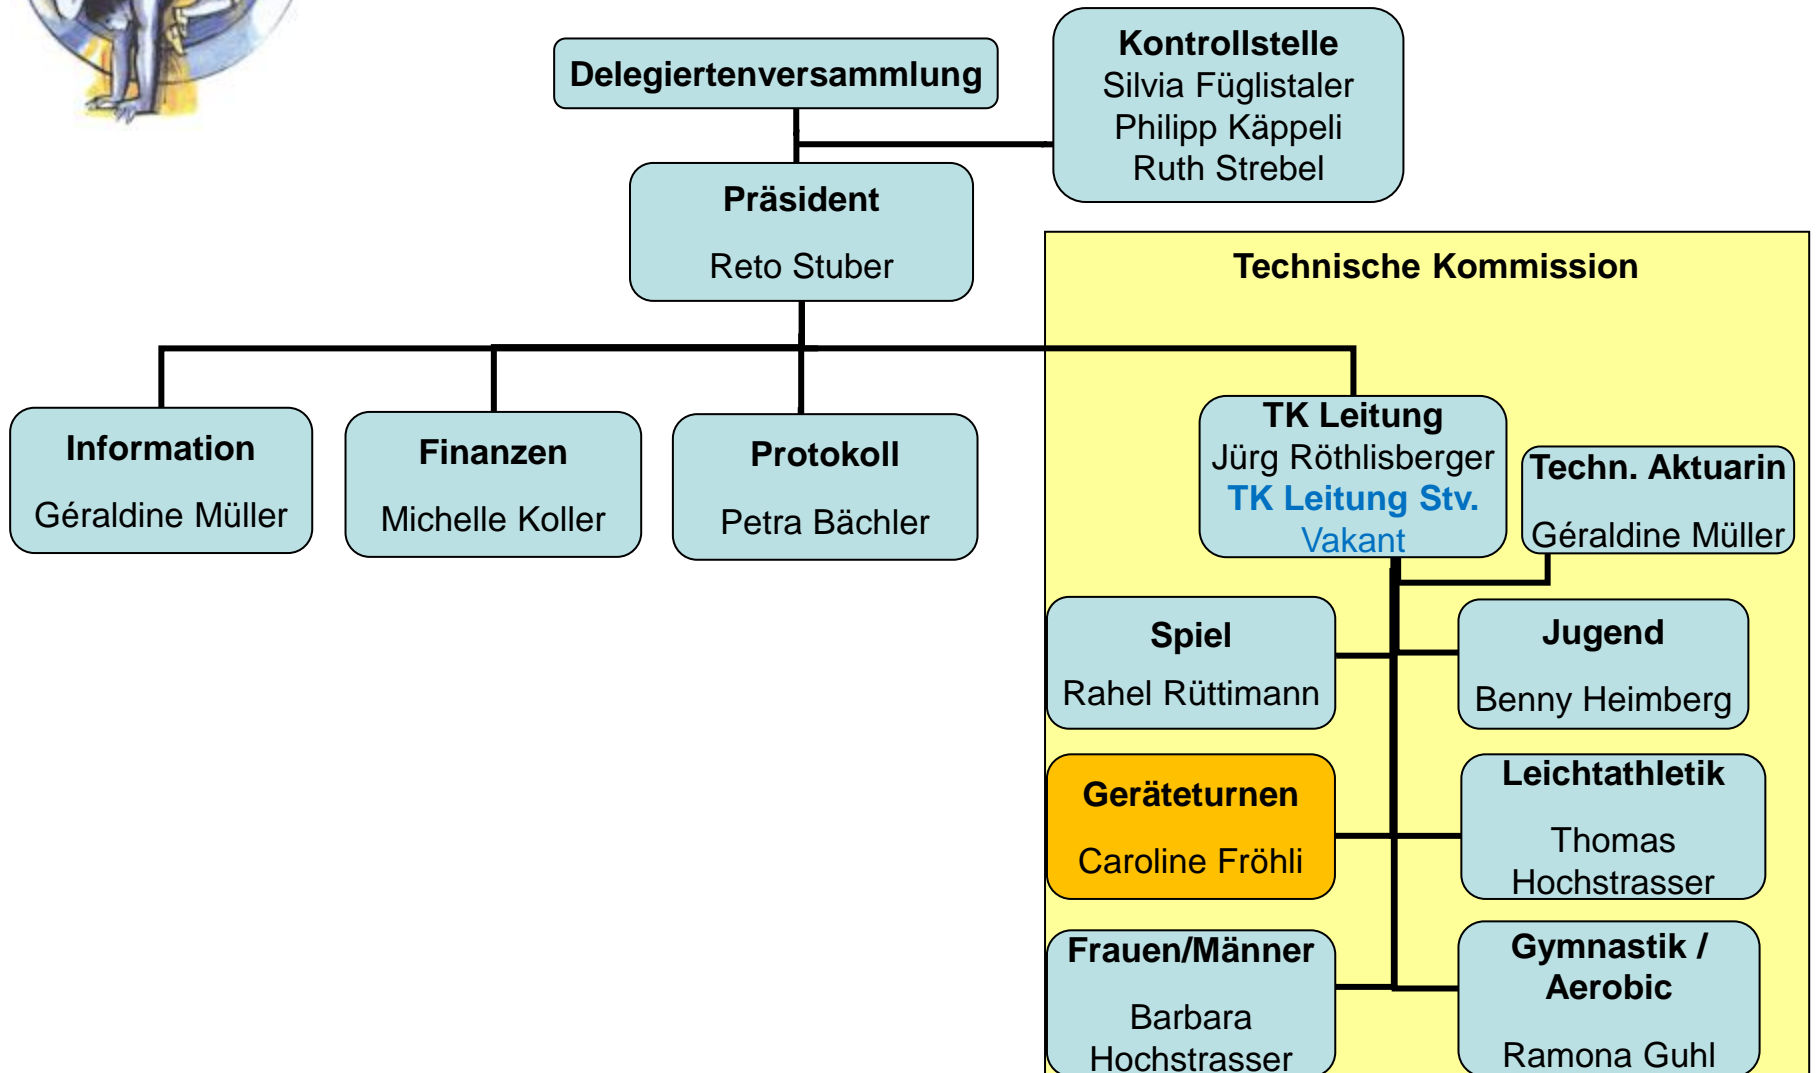 Delegiertenversammlung
Kontrollstelle
Silvia Füglistaler
Philipp Käppeli
Ruth Strebel
Präsident
Reto Stuber
Technische Kommission
Information
Géraldine Müller
Finanzen
Michelle Koller
Protokoll
Petra Bächler
TK Leitung
Jürg Röthlisberger
TK Leitung Stv.
Vakant
Techn. Aktuarin
Géraldine Müller
Spiel
Rahel Rüttimann
Jugend
Benny Heimberg
Geräteturnen
Caroline Fröhli
Leichtathletik
Thomas
Hochstrasser
Frauen/Männer
Barbara
Hochstrasser
Gymnastik /
Aerobic
Ramona Guhl